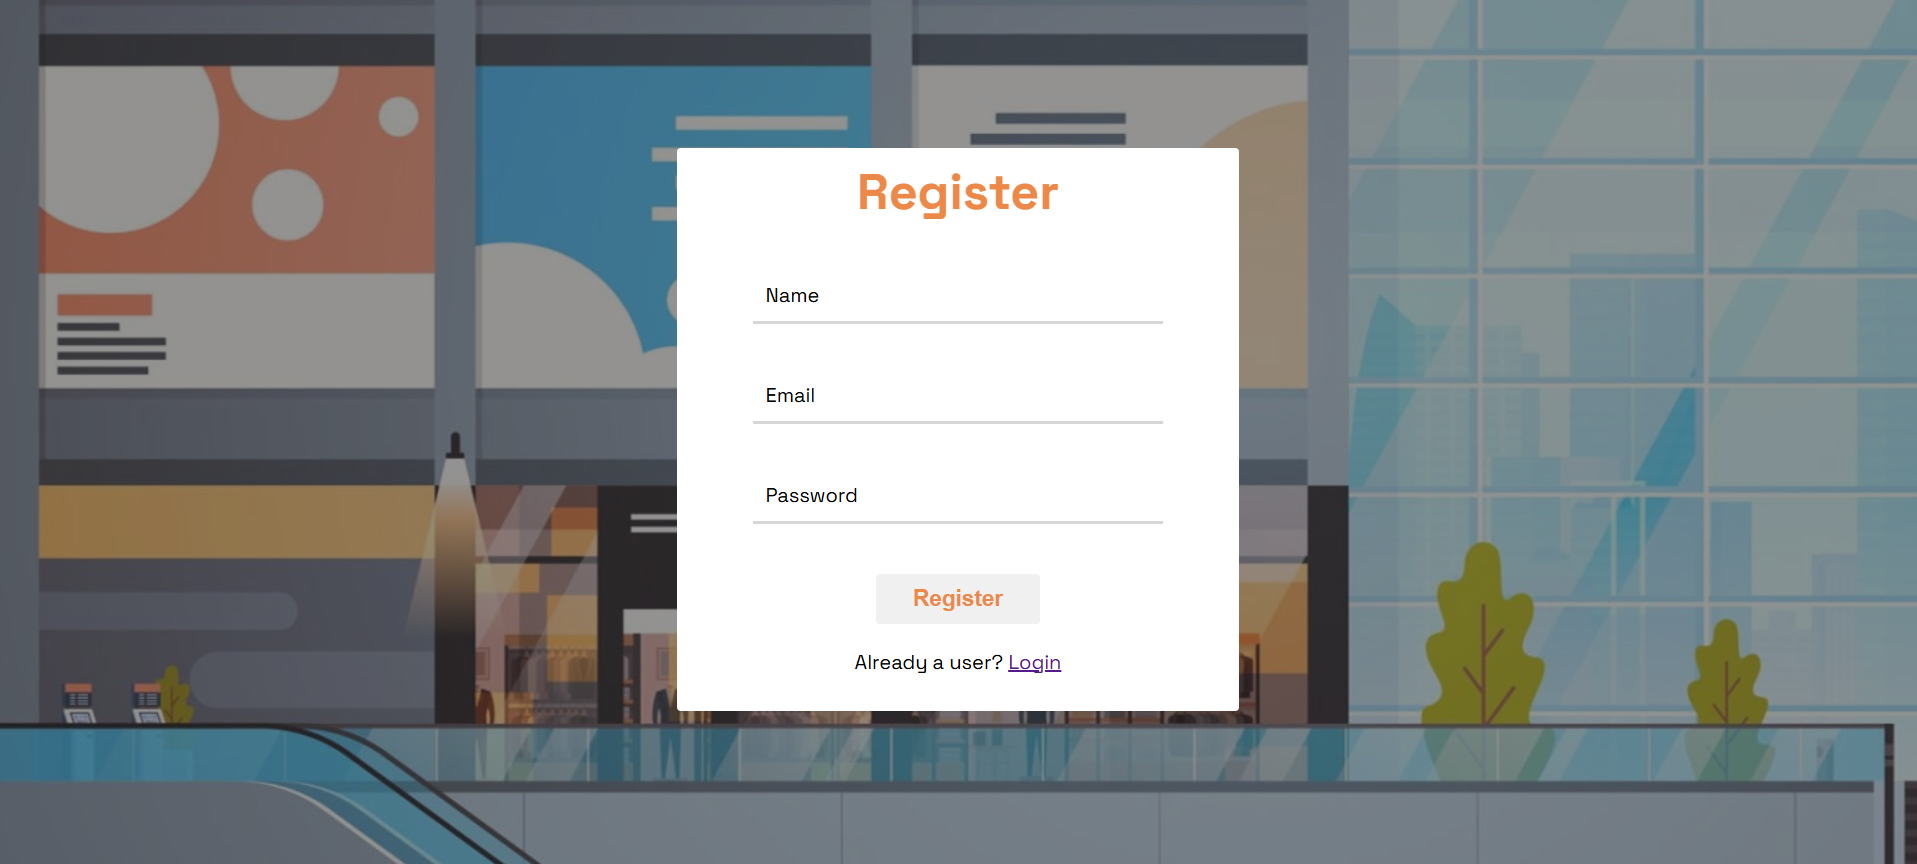 Register
Name
Email
Password
Register
Already a user? Login